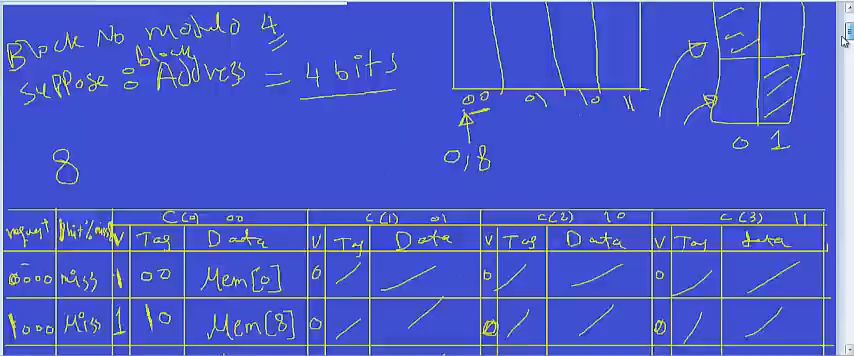 Block No modulo 4
suppose : block Address = 4 bits
00 01 10 11
0 1
0,8
8
C(0) 00 C(1) 01 C(2) 10 C(3) 11
request hit%miss V Tag Data V Tag Data V Tag Data V Tag data
0000 miss 1 00 Mem[0] 0 0 0
1000 Miss 1 10 Mem[8] 0 0 0